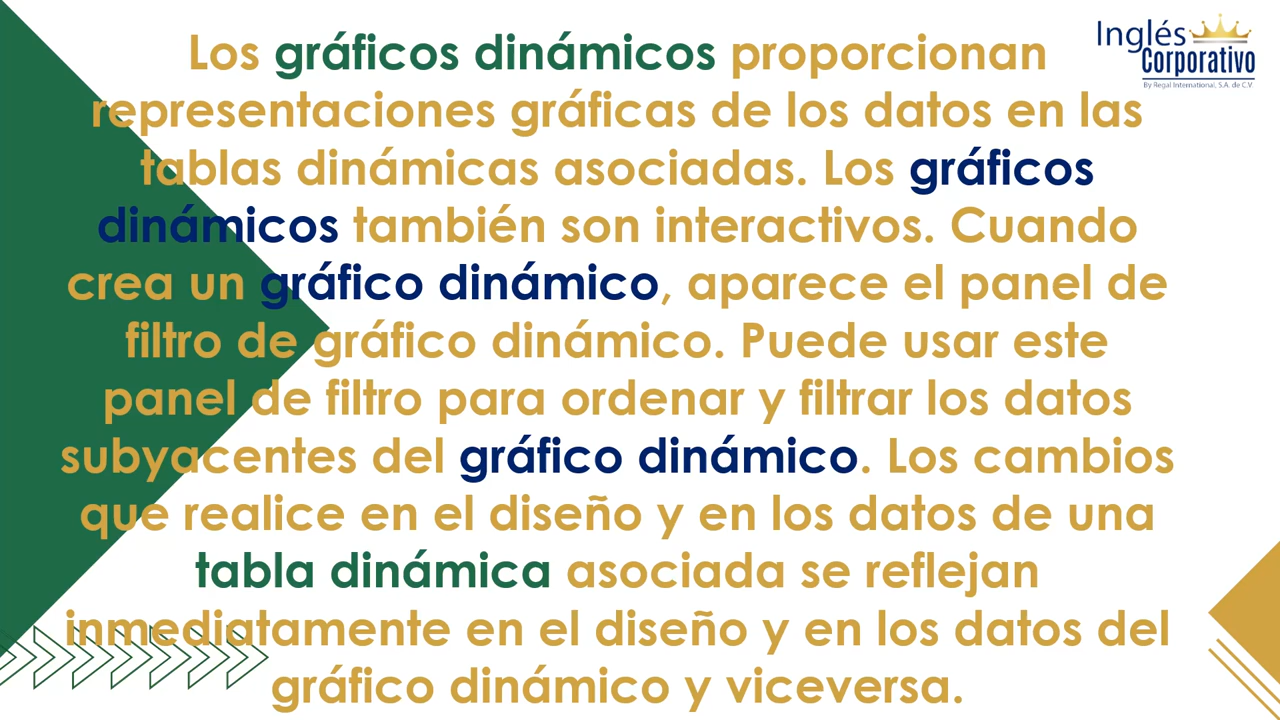 Inglés
Corporativo
By Regal International, S.A. de C.V.
Los gráficos dinámicos proporcionan
representaciones gráficas de los datos en las
tablas dinámicas asociadas. Los gráficos
dinámicos también son interactivos. Cuando
crea un gráfico dinámico, aparece el panel de
filtro de gráfico dinámico. Puede usar este
panel de filtro para ordenar y filtrar los datos
subyacentes del gráfico dinámico. Los cambios
que realice en el diseño y en los datos de una
tabla dinámica asociada se reflejan
inmediatamente en el diseño y en los datos del
gráfico dinámico y viceversa.